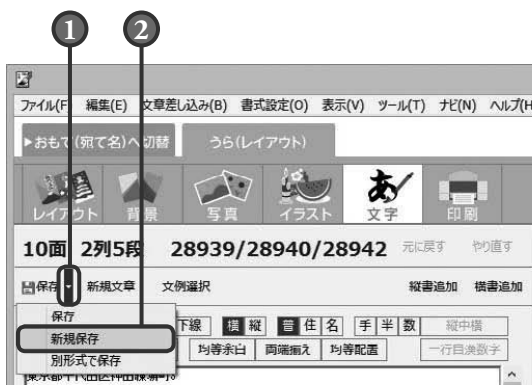 1 2
ファイル(F) 編集(E) 文章差し込み(B) 書式設定(O) 表示(V) ツール(T) ナビ(N) ヘルプ(H
▶おもて(宛て名)へ切替 うら(レイアウト)
レイアウト 背景 写真 イラスト 文字 印刷
あ
10面 2列5段 28939/28940/28942 元に戻す やり直す
保存 新規文章 文例選択 縦書追加 横書追加
保存
新規保存
別形式で保存
下線 横 縦 普 住 名 手 半 数 縦中横
均等余白 両端揃え 均等配置 一行目漢数字